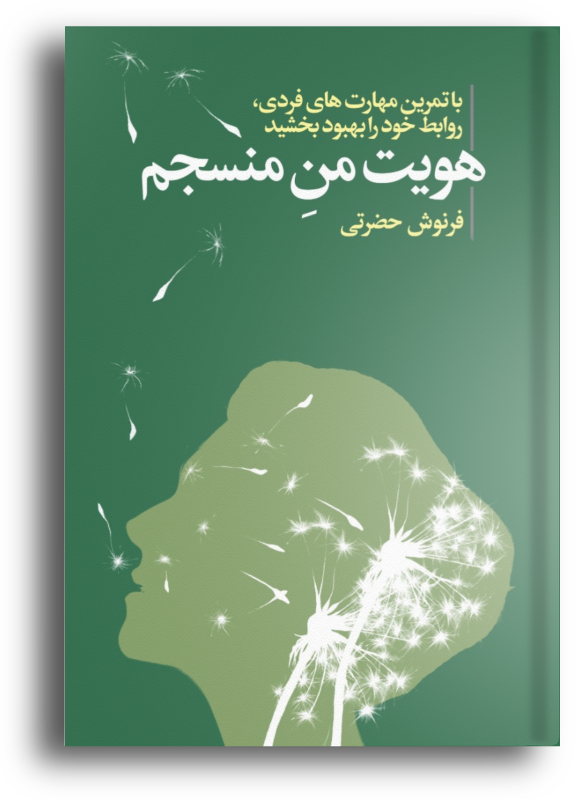 با تمرین مهارت های فردی،
روابط خود را بهبود بخشید
هویت منِ منسجم
فرنوش حضرتی